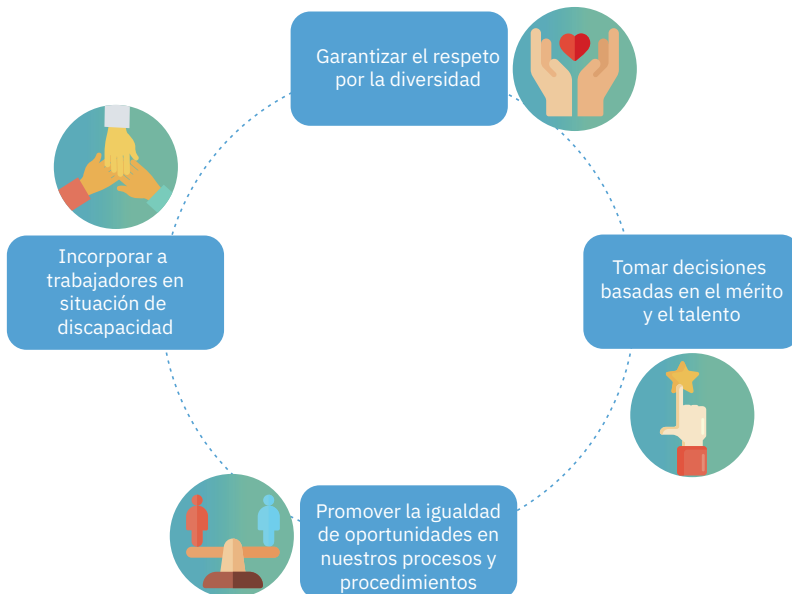 Garantizar el respeto
por la diversidad
Incorporar a
trabajadores en
situación de
discapacidad
Tomar decisiones
basadas en el mérito
y el talento
Promover la igualdad
de oportunidades en
nuestros procesos y
procedimientos